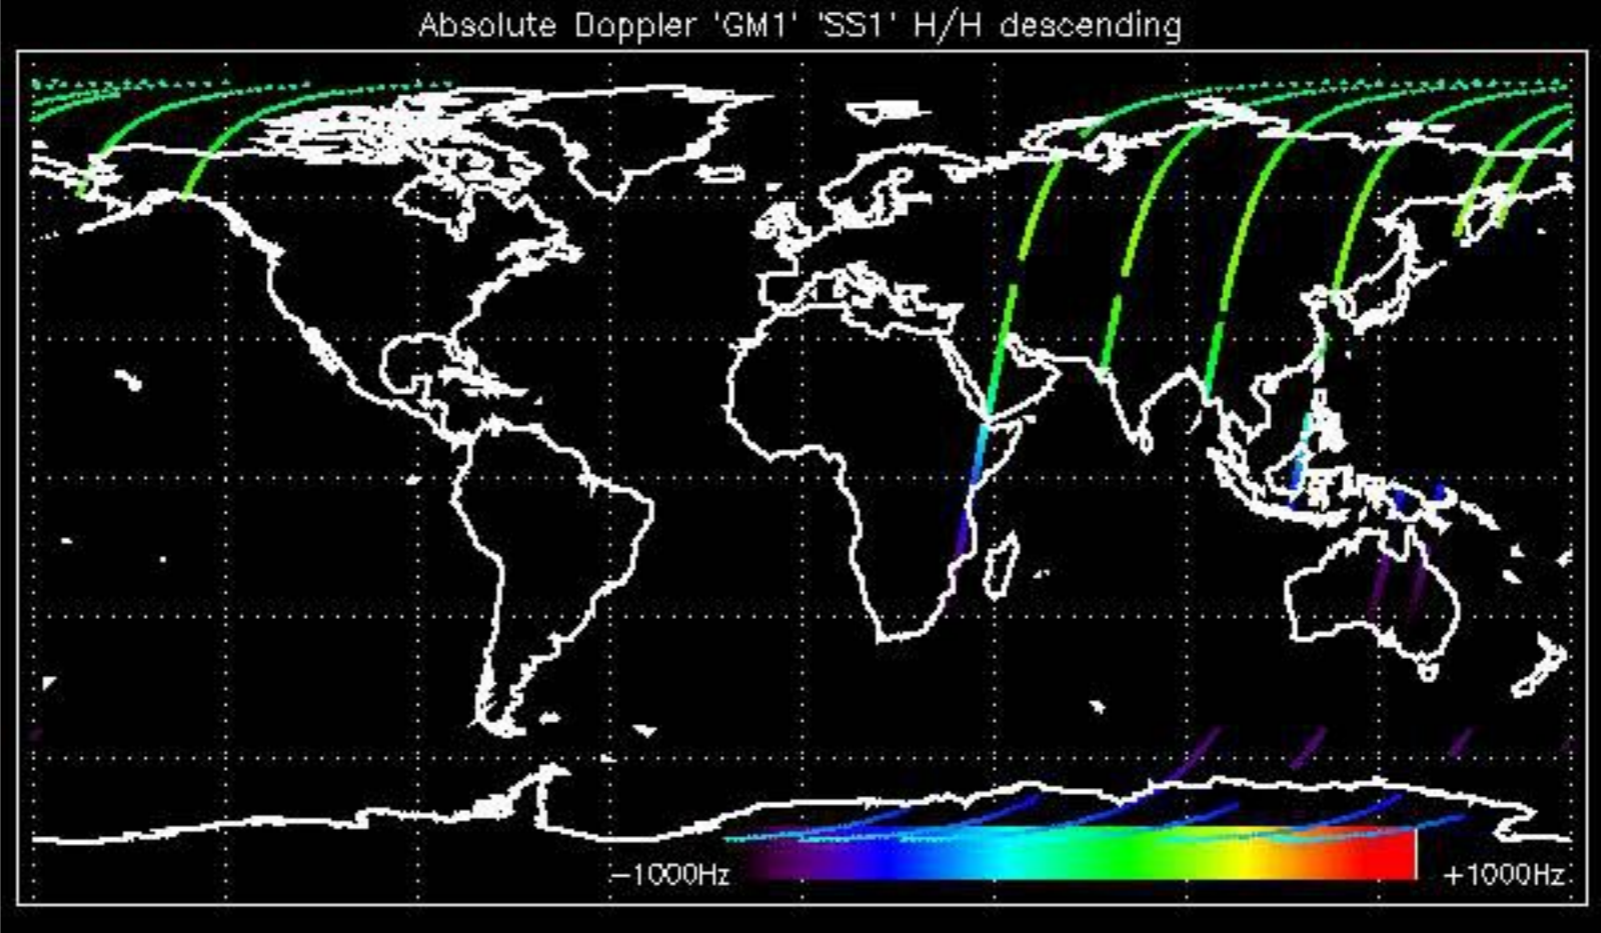 Absolute Doppler 'GM1' 'SS1' H/H descending
−1000Hz +1000Hz